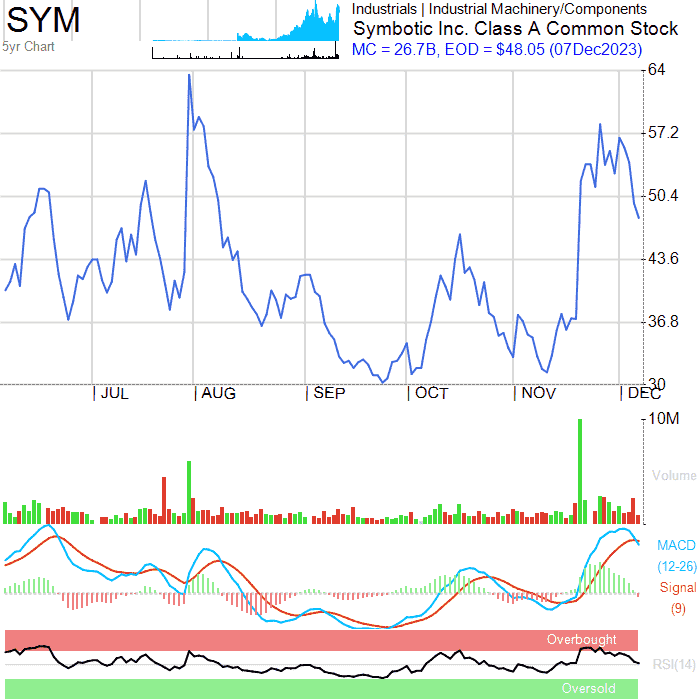 SYM
5yr Chart
Industrials | Industrial Machinery/Components
Symbotic Inc. Class A Common Stock
MC = 26.7B, EOD = $48.05 (07Dec2023)
64
57.2
50.4
43.6
36.8
30
JUL
AUG
SEP
OCT
NOV
DEC
10M
Volume
MACD
(12-26)
Signal
(9)
Overbought
RSI(14)
Oversold